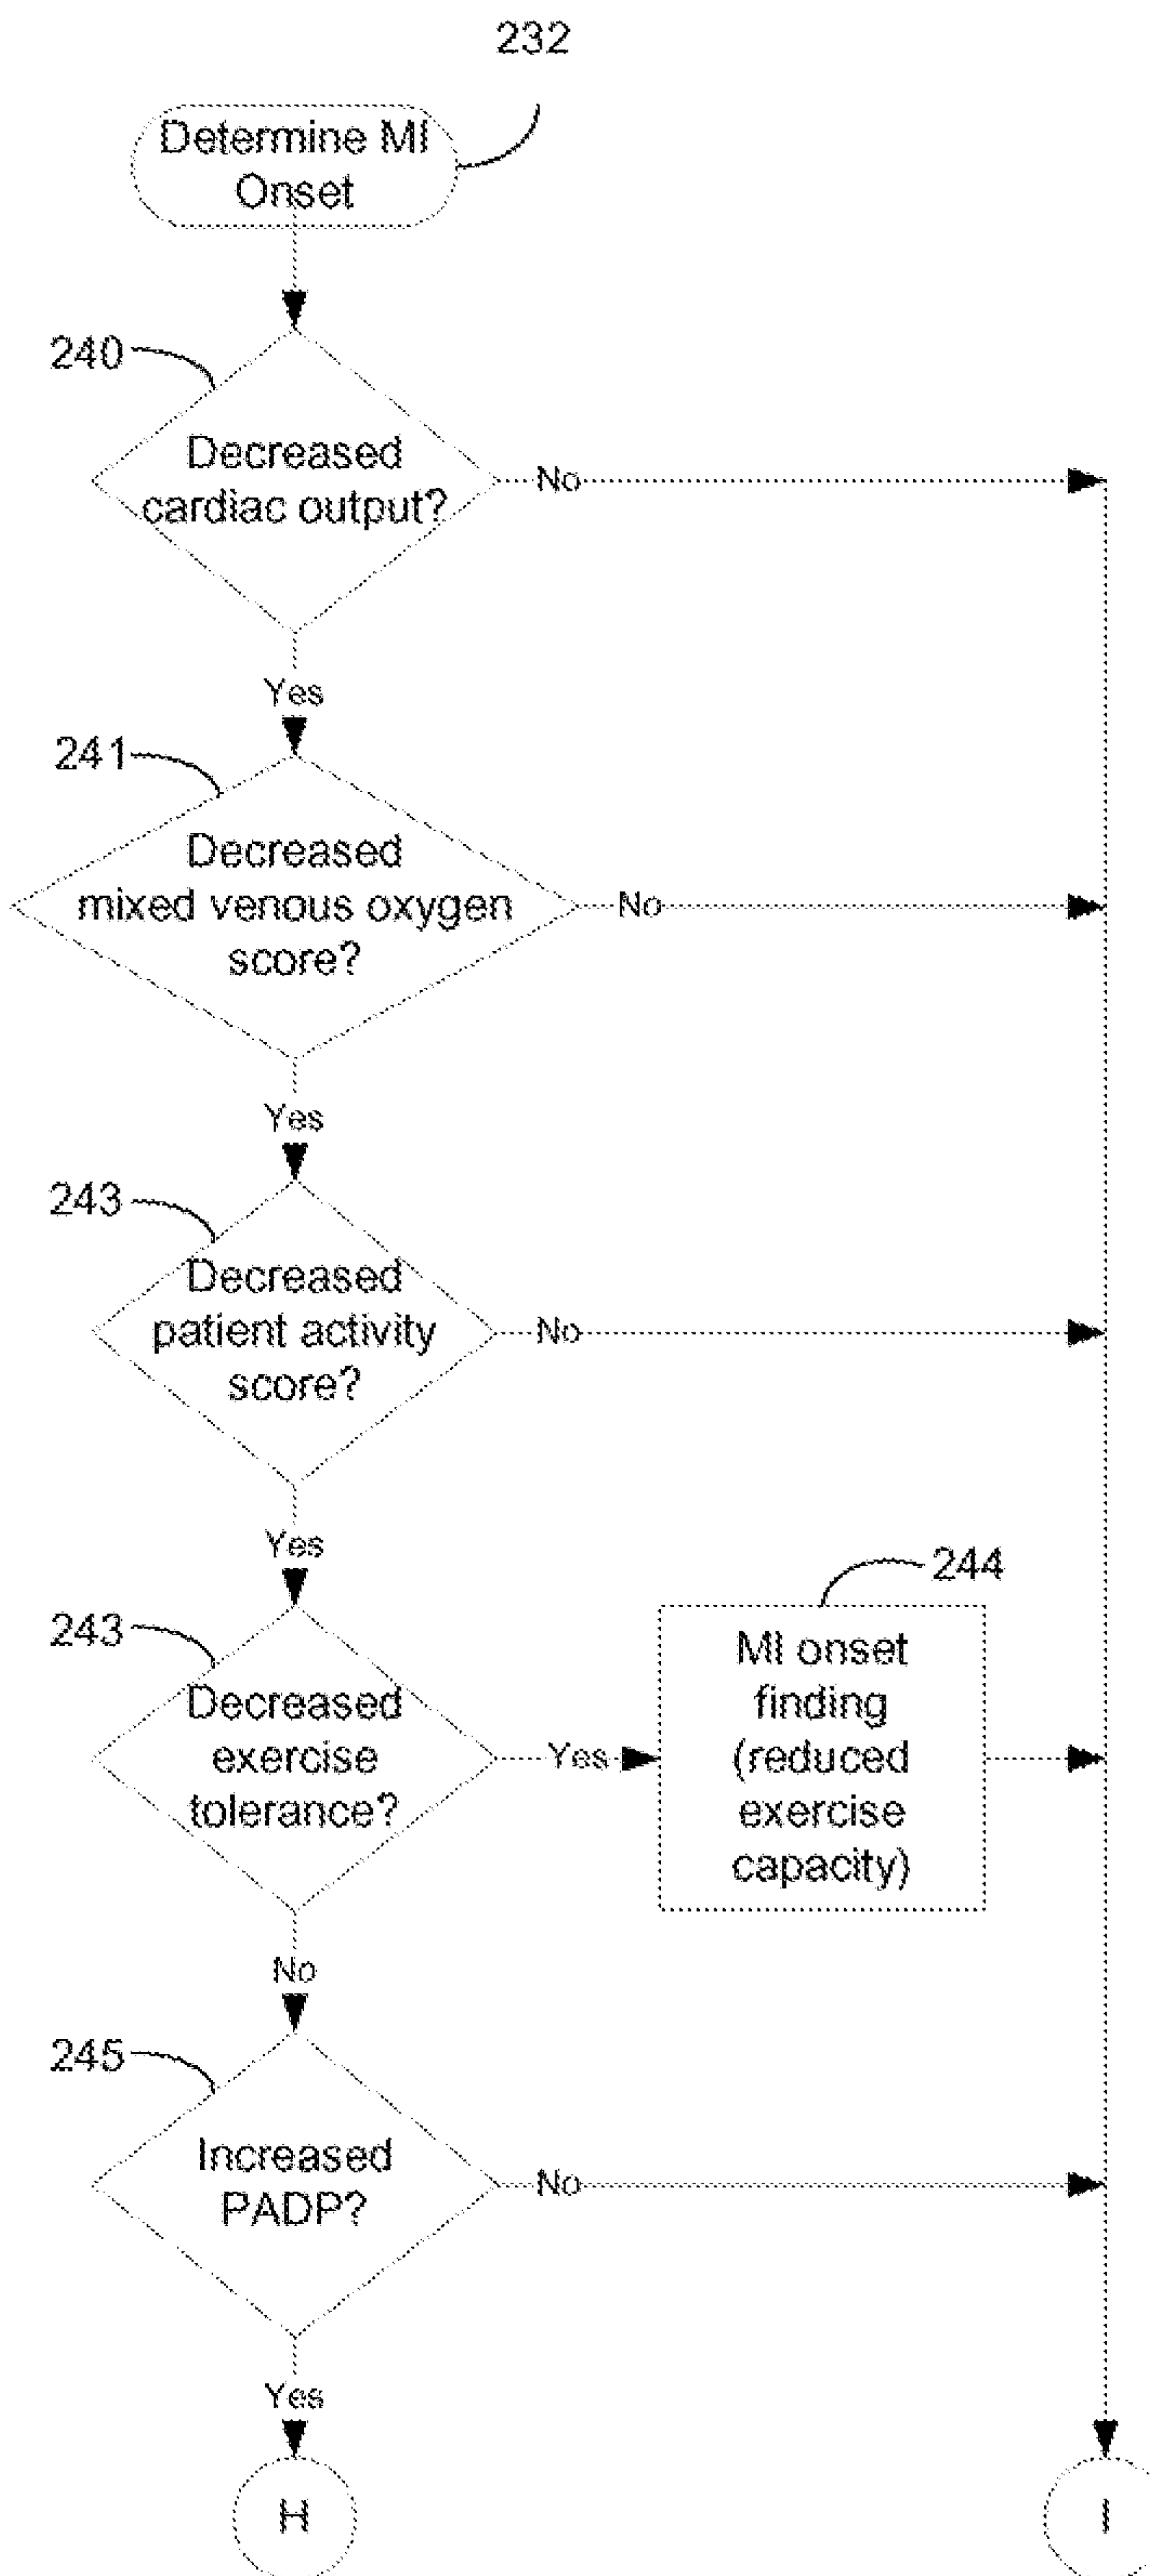 232
Determine MI
Onset
240
Decreased
cardiac output?
No
Yes
241
Decreased
mixed venous oxygen
score?
No
Yes
243
Decreased
patient activity
score?
No
Yes
243
Decreased
exercise
tolerance?
Yes
244
MI onset
finding
(reduced
exercise
capacity)
No
245
Increased
PADP?
No
Yes
H
I